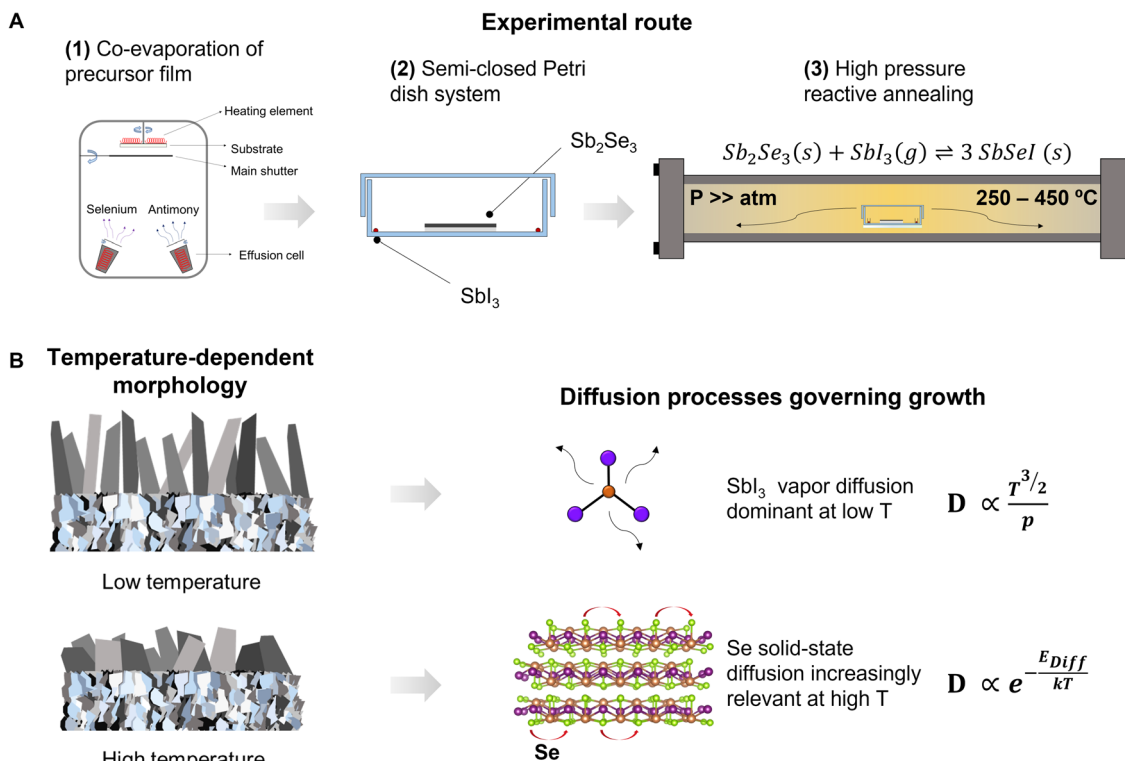 A
Experimental route
(1) Co-evaporation of
precursor film
Heating element
Substrate
Main shutter
Selenium
Antimony
Effusion cell
(2) Semi-closed Petri
dish system
Sb₂Se₃
SbI₃
(3) High pressure
reactive annealing
Sb₂Se₃(s) + SbI₃(g) ⇌ 3 SbSeI (s)
P >> atm
250 – 450 ºC
B
Temperature-dependent
morphology
Low temperature
High temperature
Diffusion processes governing growth
SbI₃ vapor diffusion
dominant at low T
D ∝ T^3/2 / p
Se solid-state
diffusion increasingly
relevant at high T
D ∝ e^(-E_Diff/kT)
Se